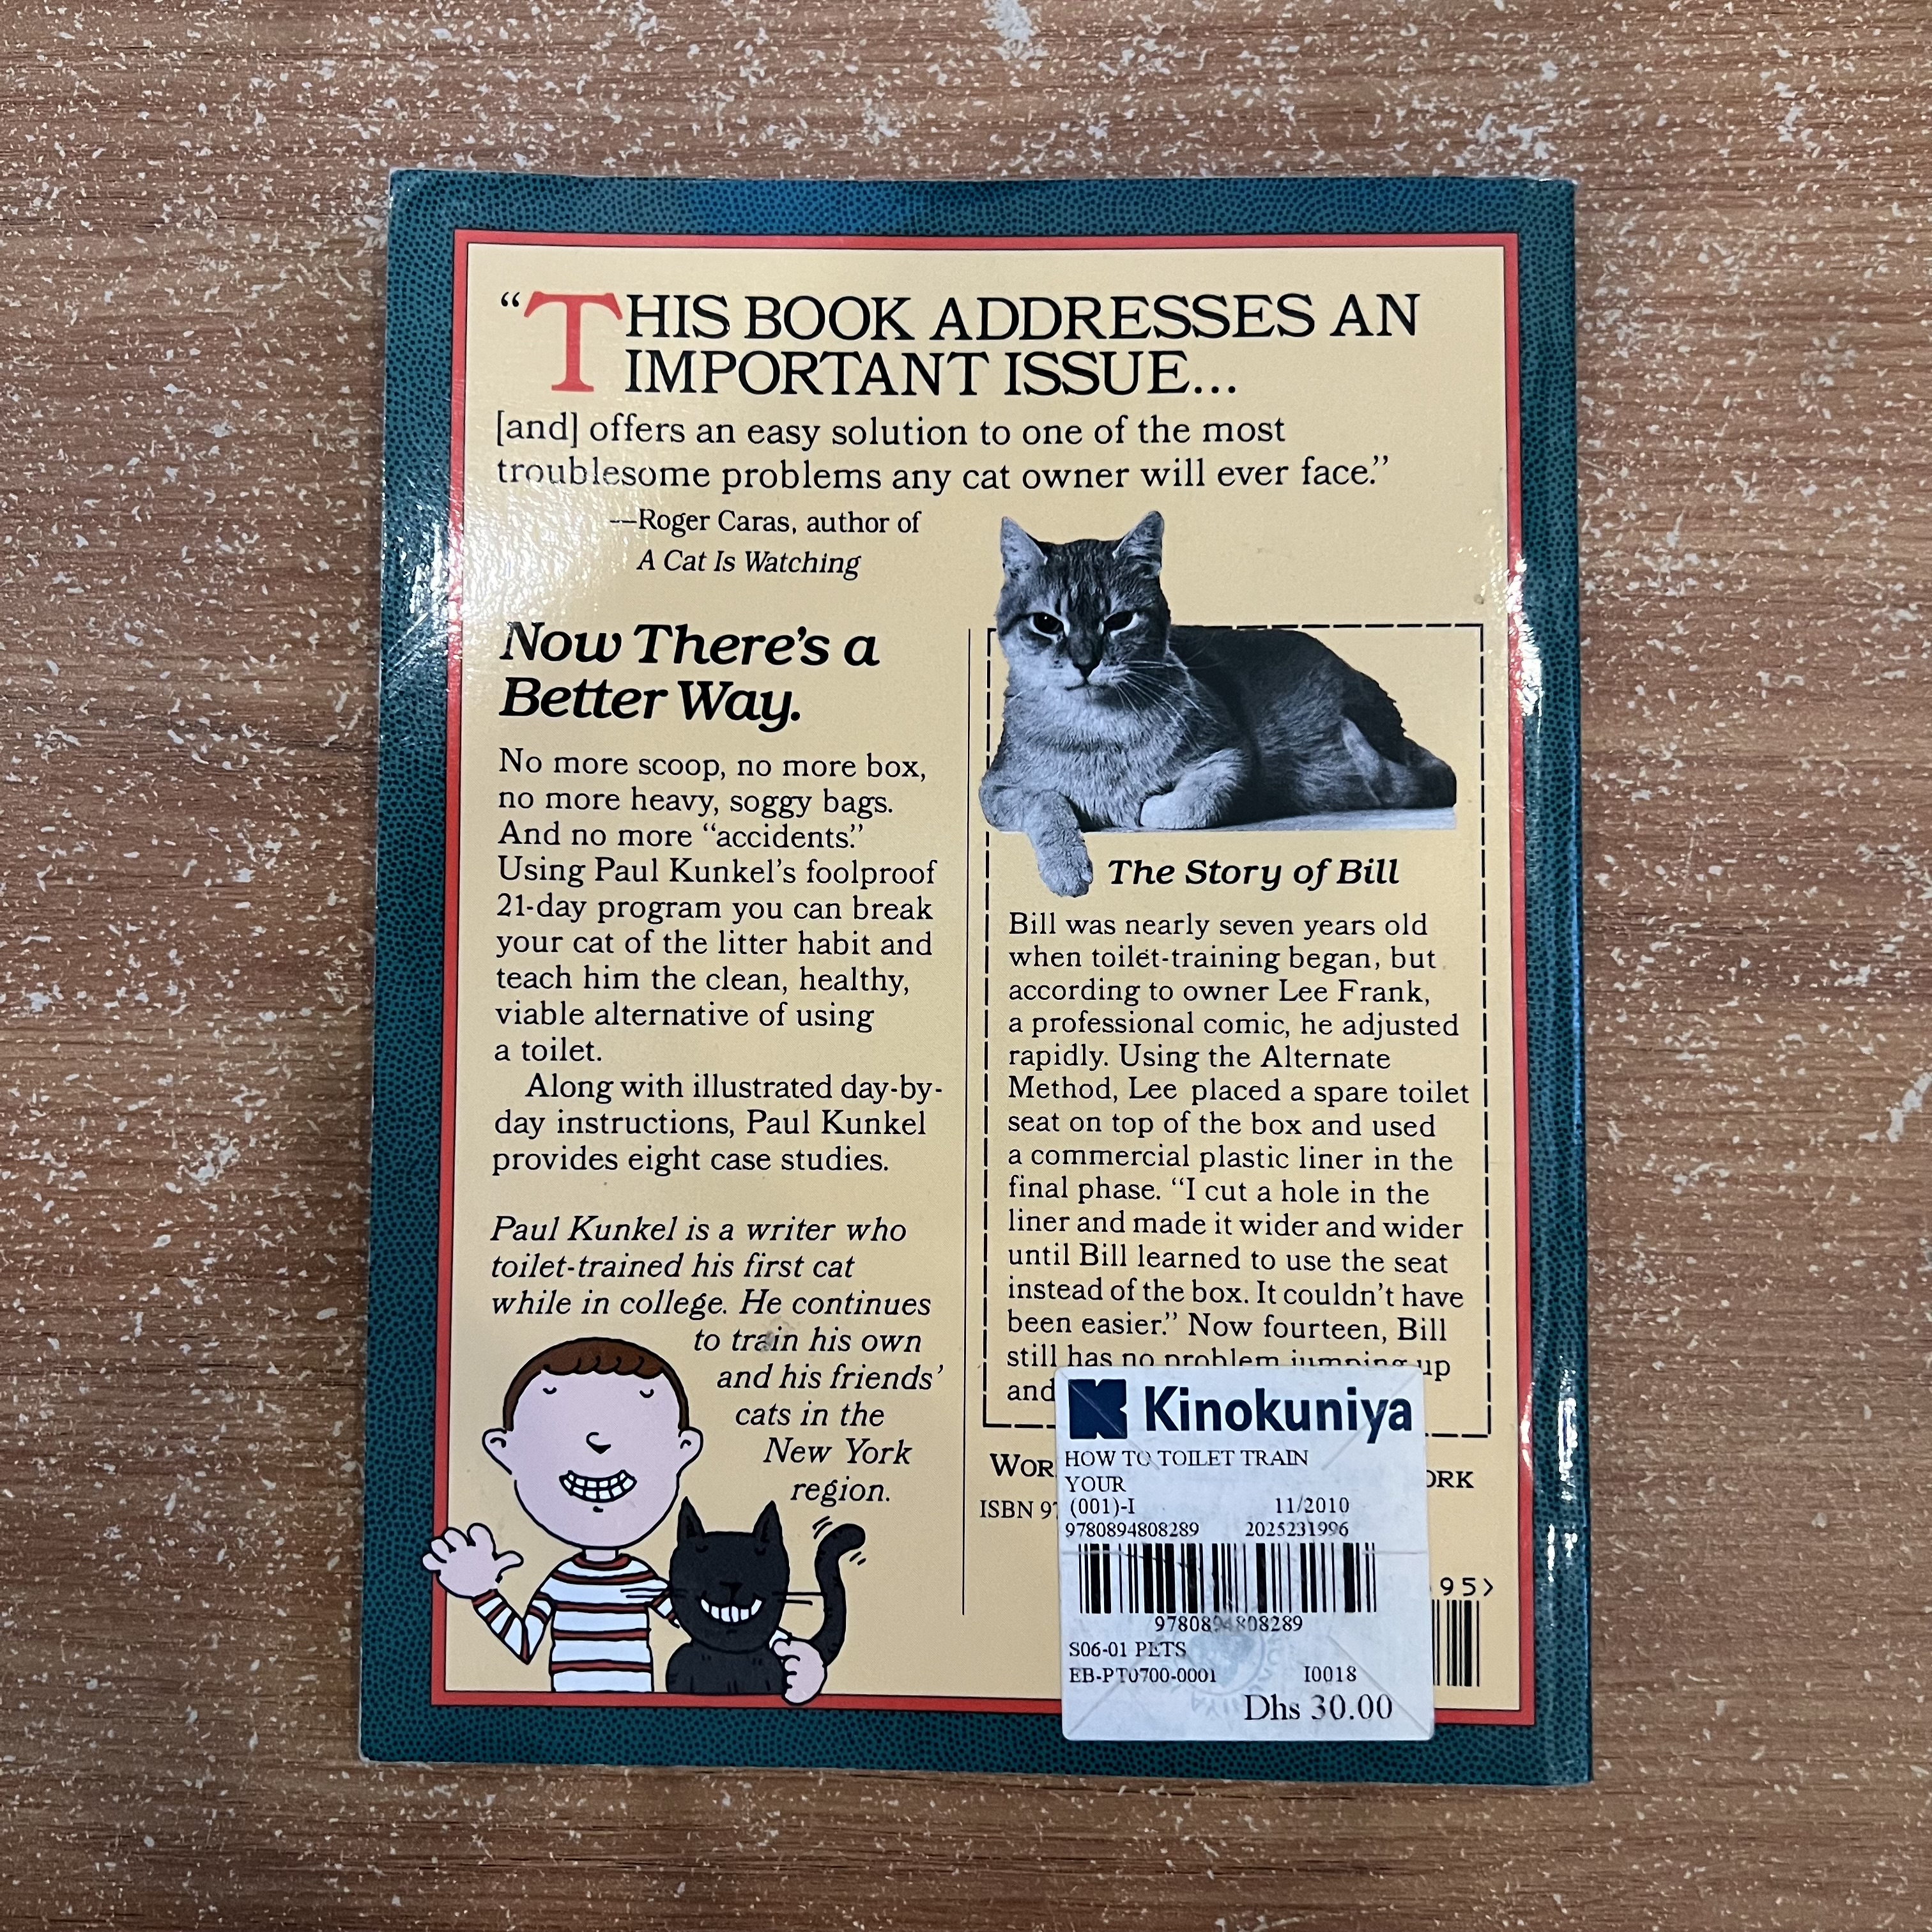 “THIS BOOK ADDRESSES AN
IMPORTANT ISSUE...
[and] offers an easy solution to one of the most
troublesome problems any cat owner will ever face.”
—Roger Caras, author of
A Cat Is Watching
Now There's a
Better Way.
No more scoop, no more box,
no more heavy, soggy bags.
And no more “accidents.”
Using Paul Kunkel's foolproof
21-day program you can break
your cat of the litter habit and
teach him the clean, healthy,
viable alternative of using
a toilet.
Along with illustrated day-by-
day instructions, Paul Kunkel
provides eight case studies.
Paul Kunkel is a writer who
toilet-trained his first cat
while in college. He continues
to train his own
and his friends'
cats in the
New York
region.
The Story of Bill
Bill was nearly seven years old
when toilet-training began, but
according to owner Lee Frank,
a professional comic, he adjusted
rapidly. Using the Alternate
Method, Lee placed a spare toilet
seat on top of the box and used
a commercial plastic liner in the
final phase. “I cut a hole in the
liner and made it wider and wider
until Bill learned to use the seat
instead of the box. It couldn't have
been easier.” Now fourteen, Bill
still has no problem jumping up
and
ISBN 97
Kinokuniya
HOW TO TOILET TRAIN
YOUR
(001)-I 11/2010
9780894808289 2025231996
9780894808289
S06-01 PETS
EB-PT0700-0001 I0018
Dhs 30.00
95>